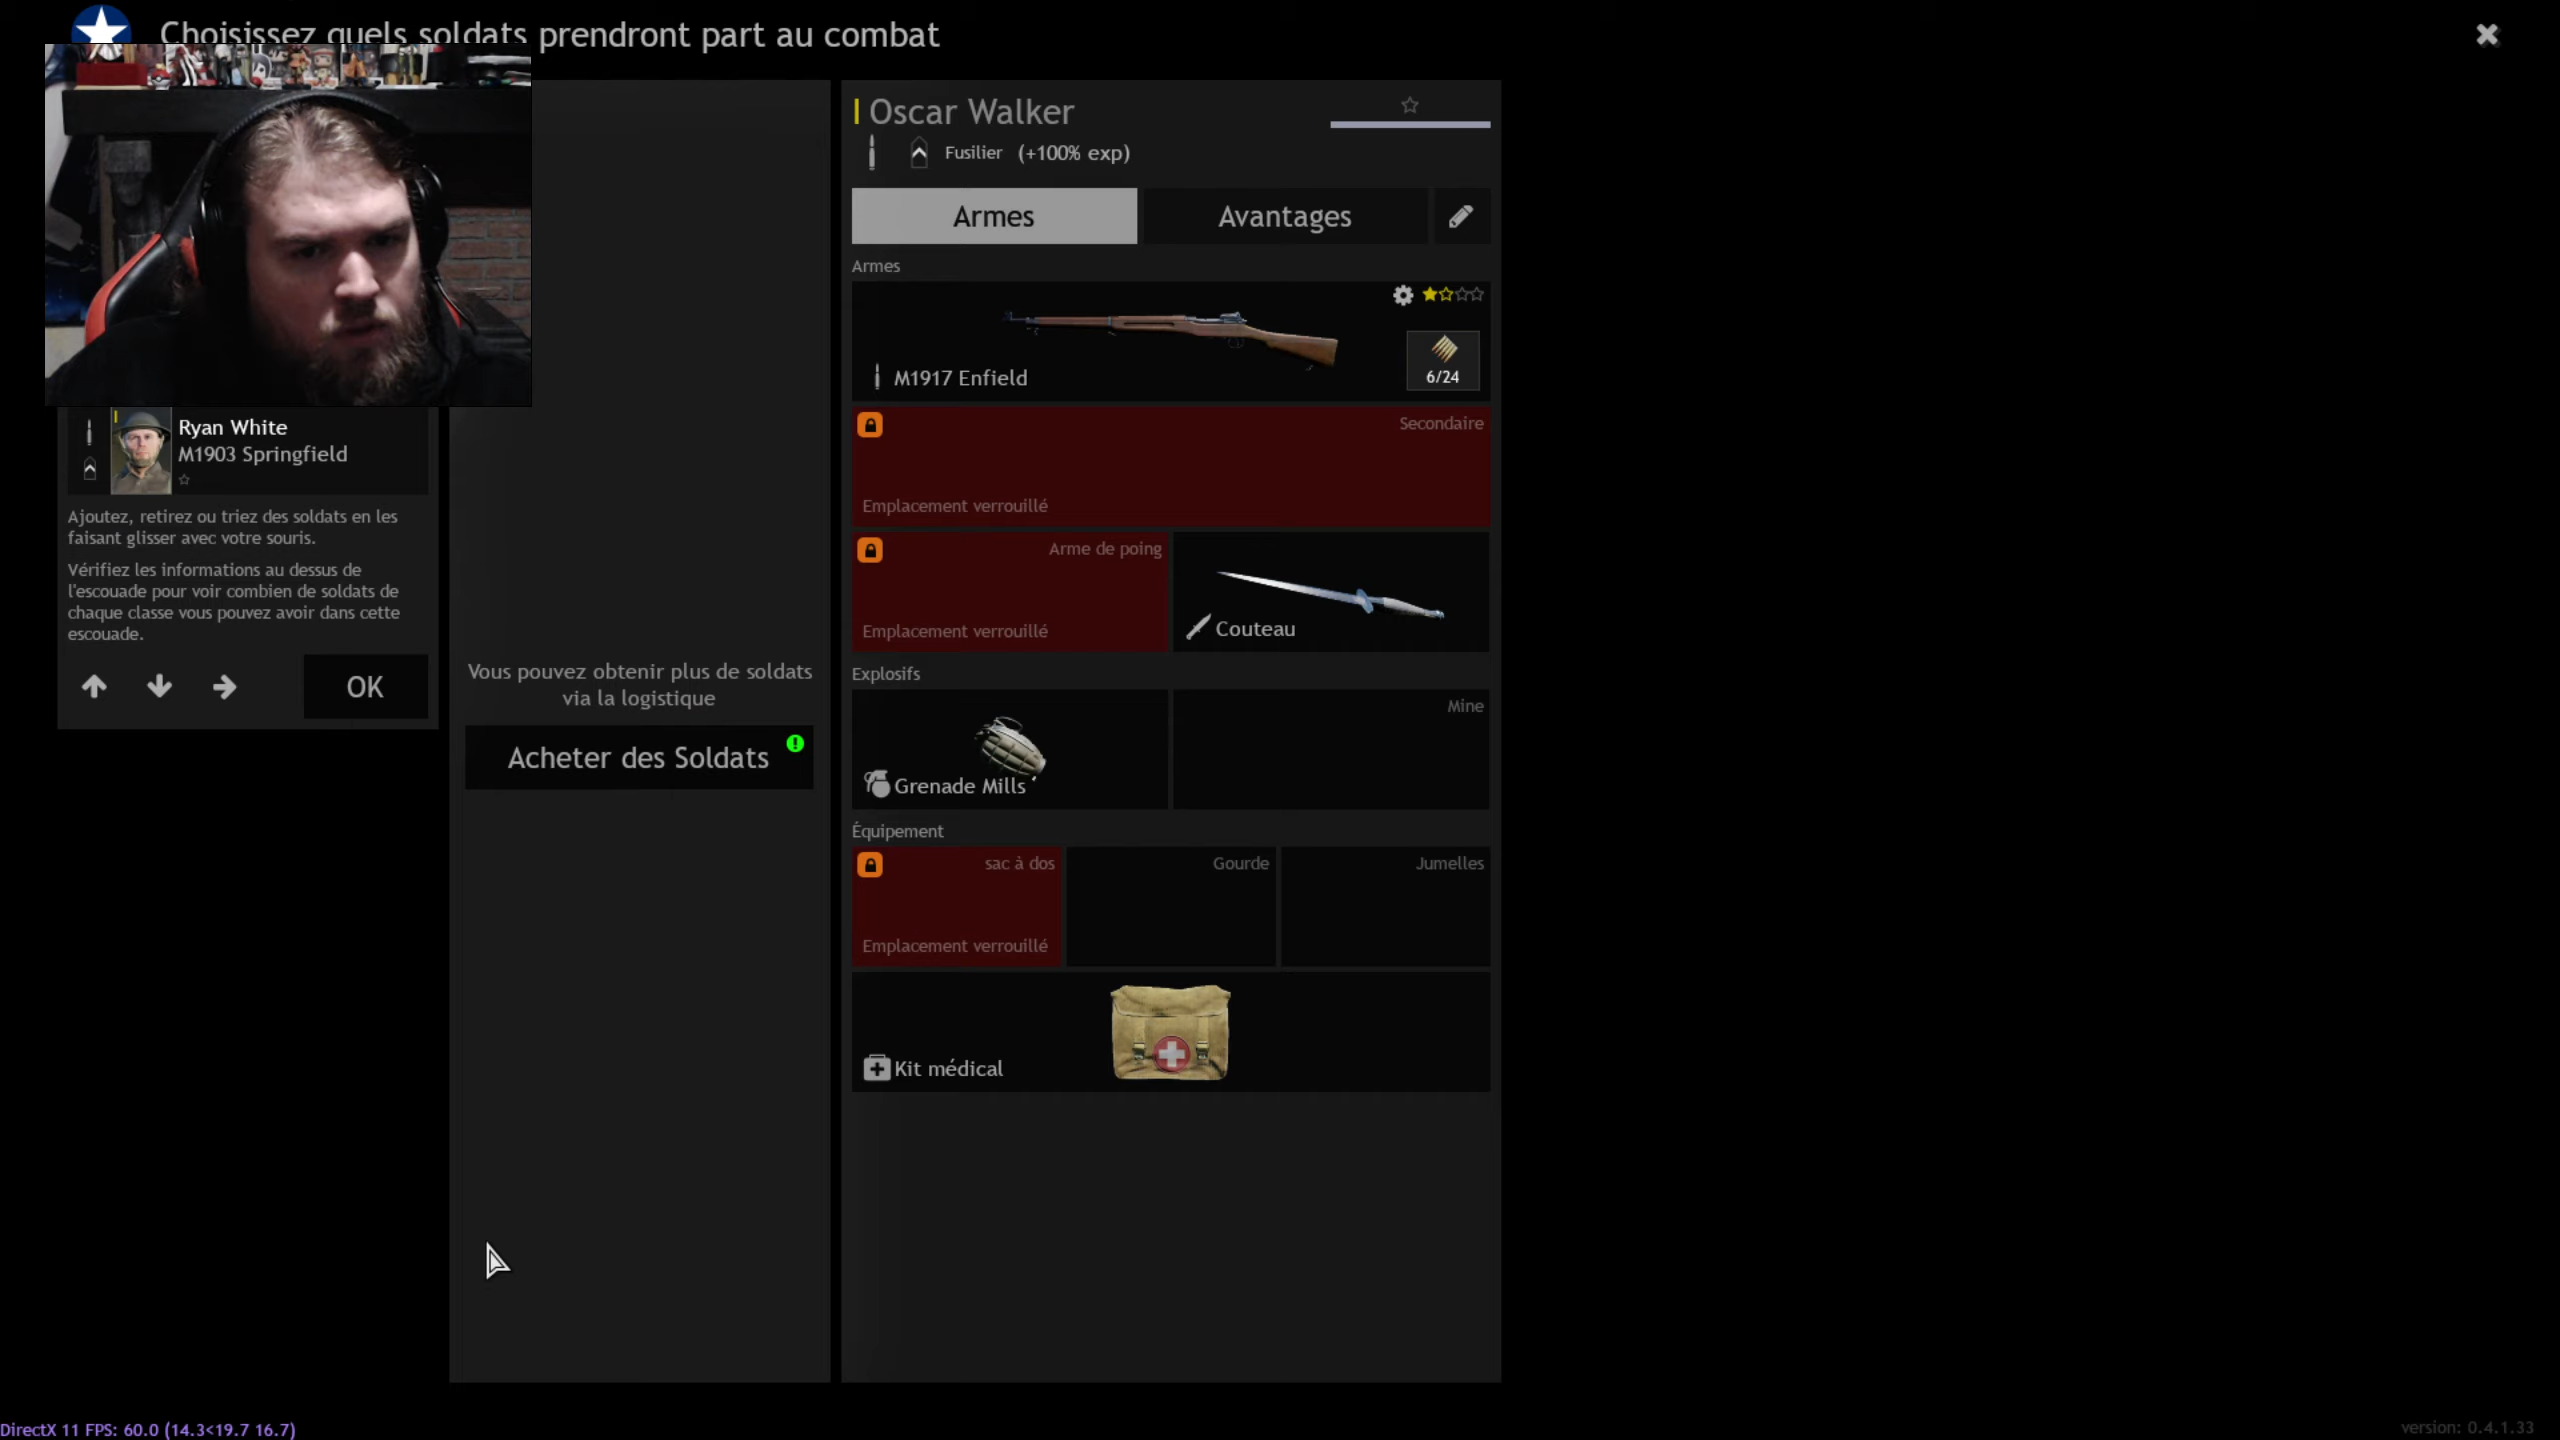 Choisissez quels soldats prendront part au combat
Ryan White
M1903 Springfield
Ajoutez, retirez ou triez des soldats en les
faisant glisser avec votre souris.
Vérifiez les informations au dessus de
l'escouade pour voir combien de soldats de
chaque classe vous pouvez avoir dans cette
escouade.
OK
Vous pouvez obtenir plus de soldats
via la logistique
Acheter des Soldats
Oscar Walker
Fusilier (+100% exp)
Armes
Avantages
Armes
M1917 Enfield
6/24
Secondaire
Emplacement verrouillé
Arme de poing
Emplacement verrouillé
Couteau
Explosifs
Grenade Mills
Mine
Équipement
sac à dos
Emplacement verrouillé
Gourde
Jumelles
Kit médical
DirectX 11 FPS: 60.0 (14.3<19.7 16.7)
version: 0.4.1.33